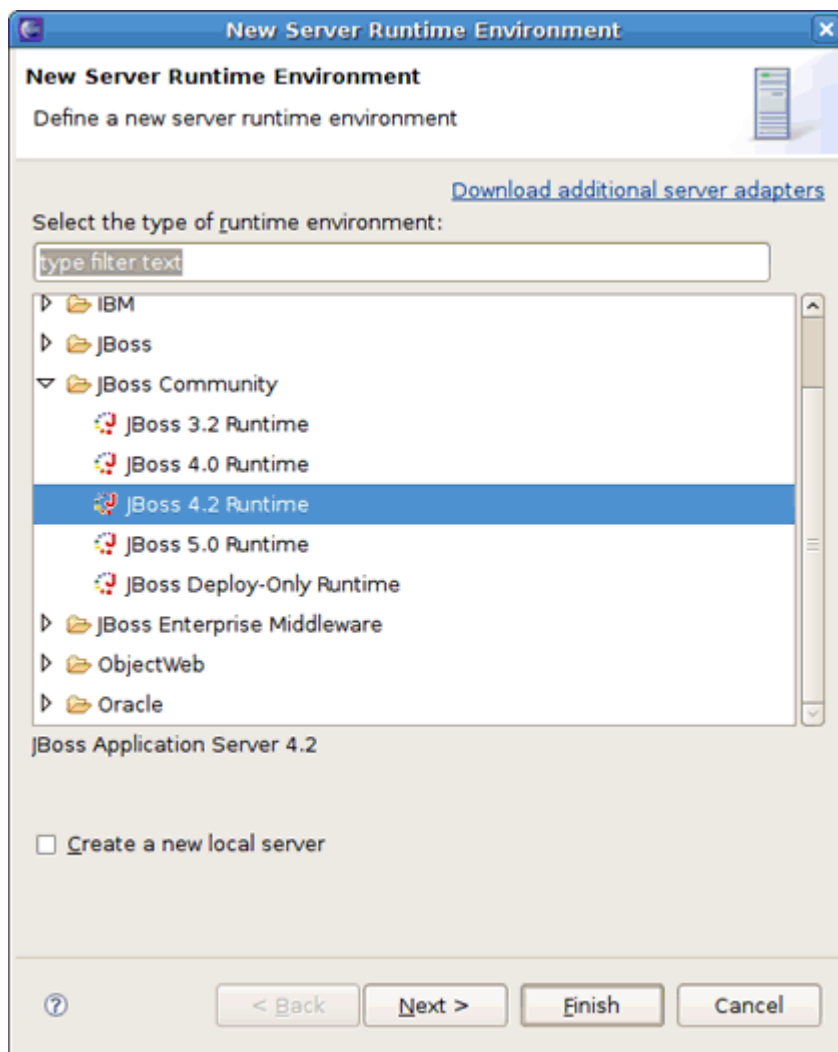 New Server Runtime Environment
New Server Runtime Environment
Define a new server runtime environment
Download additional server adapters
Select the type of runtime environment:
type filter text
IBM
JBoss
JBoss Community
JBoss 3.2 Runtime
JBoss 4.0 Runtime
JBoss 4.2 Runtime
JBoss 5.0 Runtime
JBoss Deploy-Only Runtime
JBoss Enterprise Middleware
ObjectWeb
Oracle
JBoss Application Server 4.2
Create a new local server
< Back Next > Finish Cancel